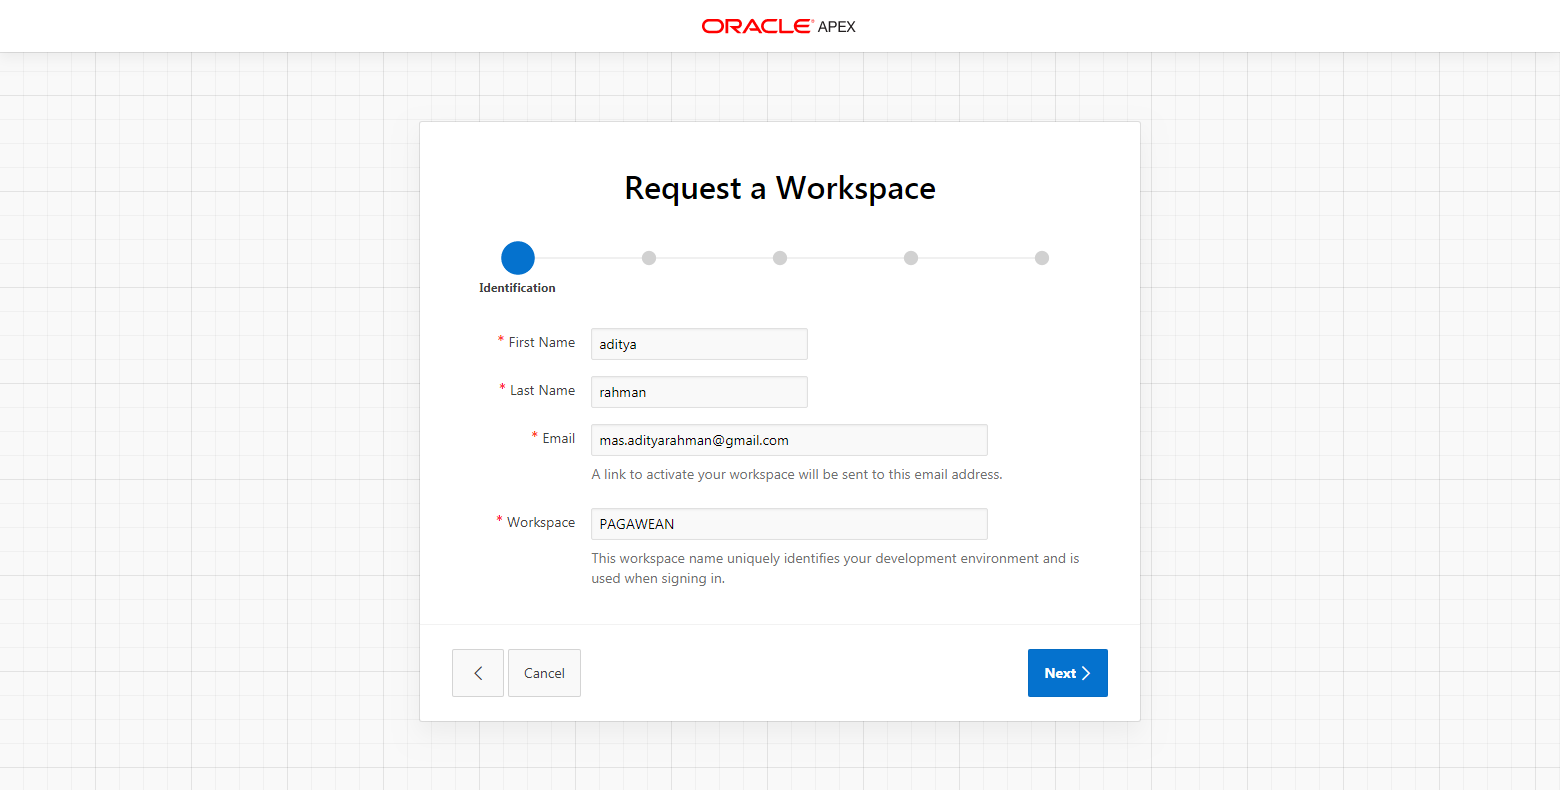 ORACLE APEX
Request a Workspace
Identification
* First Name aditya
* Last Name rahman
* Email mas.adityarahman@gmail.com
A link to activate your workspace will be sent to this email address.
* Workspace PAGAWEAN
This workspace name uniquely identifies your development environment and is
used when signing in.
Cancel Next